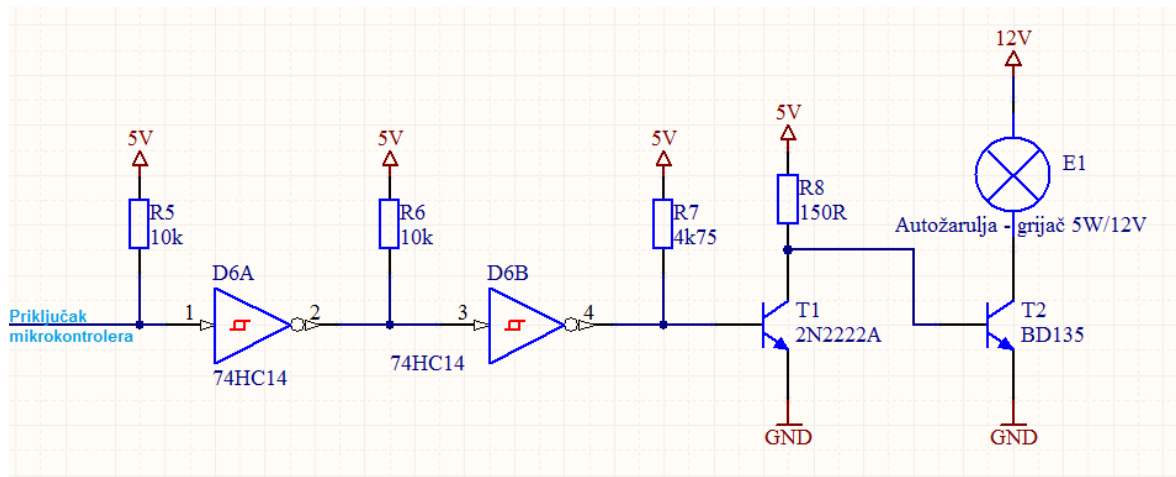 12V
5V
5V
5V
5V
R5
10k
R6
10k
R7
4k75
R8
150R
E1
Autožarulja - grijač 5W/12V
D6A
D6B
Priključak
mikrokontrolera
1
2
3
4
74HC14
74HC14
T1
2N2222A
T2
BD135
GND
GND